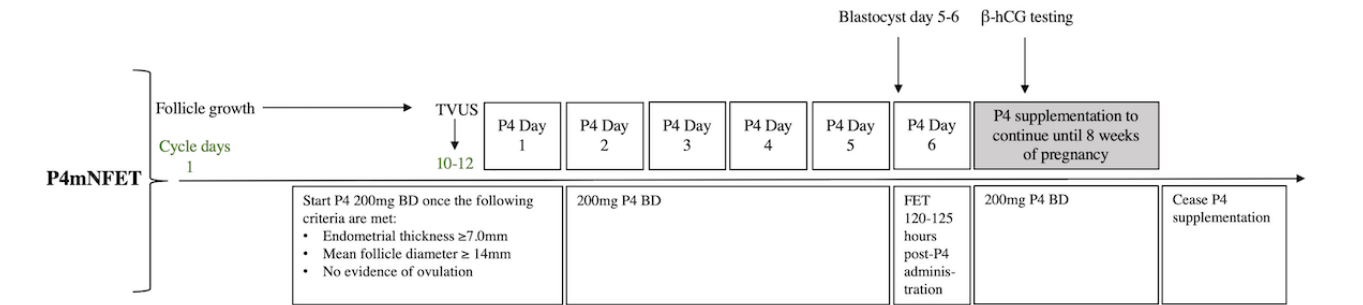 Blastocyst day 5-6
β-hCG testing
P4mNFET
Follicle growth
Cycle days
1
TVUS
10-12
P4 Day
1
P4 Day
2
P4 Day
3
P4 Day
4
P4 Day
5
P4 Day
6
P4 supplementation to
continue until 8 weeks
of pregnancy
Start P4 200mg BD once the following
criteria are met:
• Endometrial thickness ≥7.0mm
• Mean follicle diameter ≥ 14mm
• No evidence of ovulation
200mg P4 BD
FET
120-125
hours
post-P4
adminis-
tration
200mg P4 BD
Cease P4
supplementation